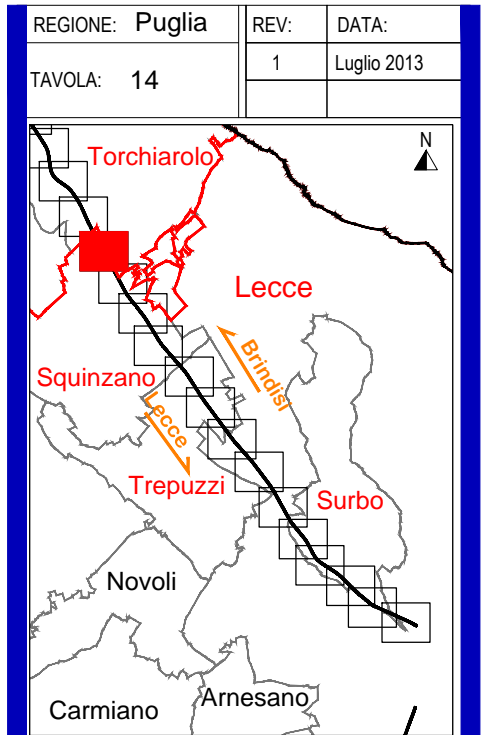 REGIONE: Puglia
REV:
DATA:
TAVOLA: 14
1
Luglio 2013
N
Torchiarolo
Lecce
Brindisi
Squinzano
Lecce
Trepuzzi
Surbo
Novoli
Arnesano
Carmiano